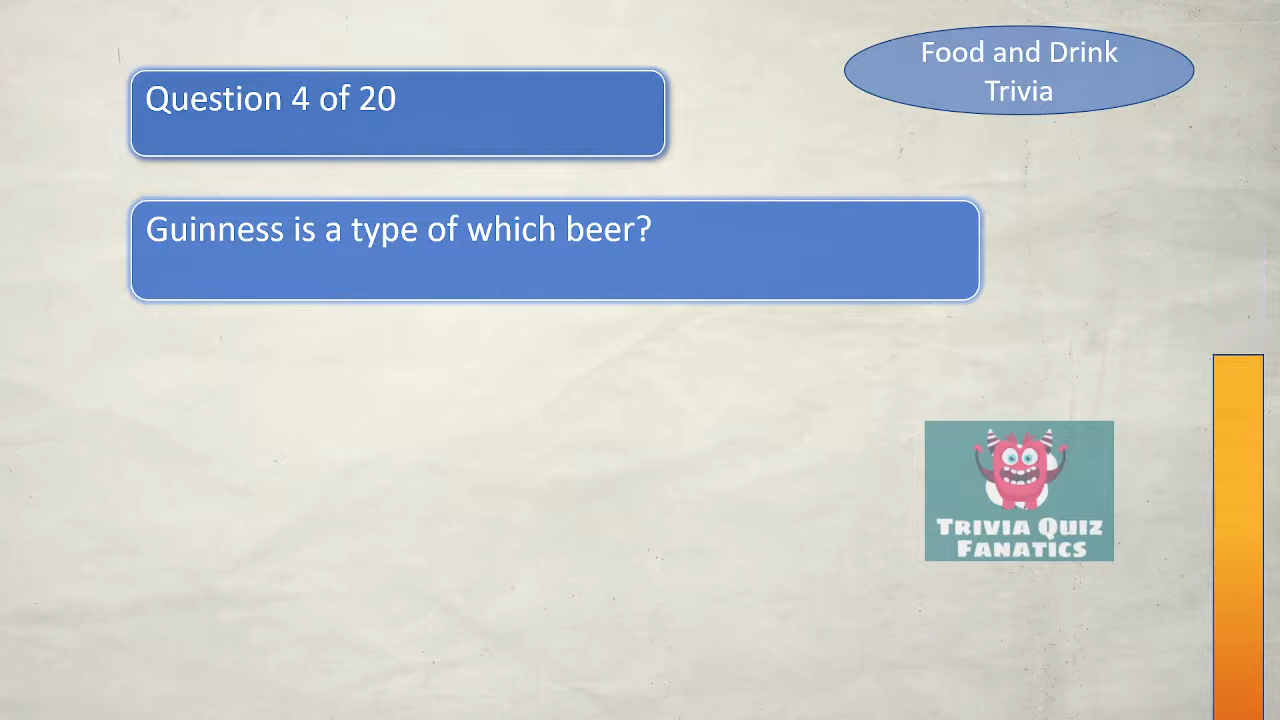 Food and Drink
Trivia
Question 4 of 20
Guinness is a type of which beer?
TRIVIA QUIZ
FANATICS